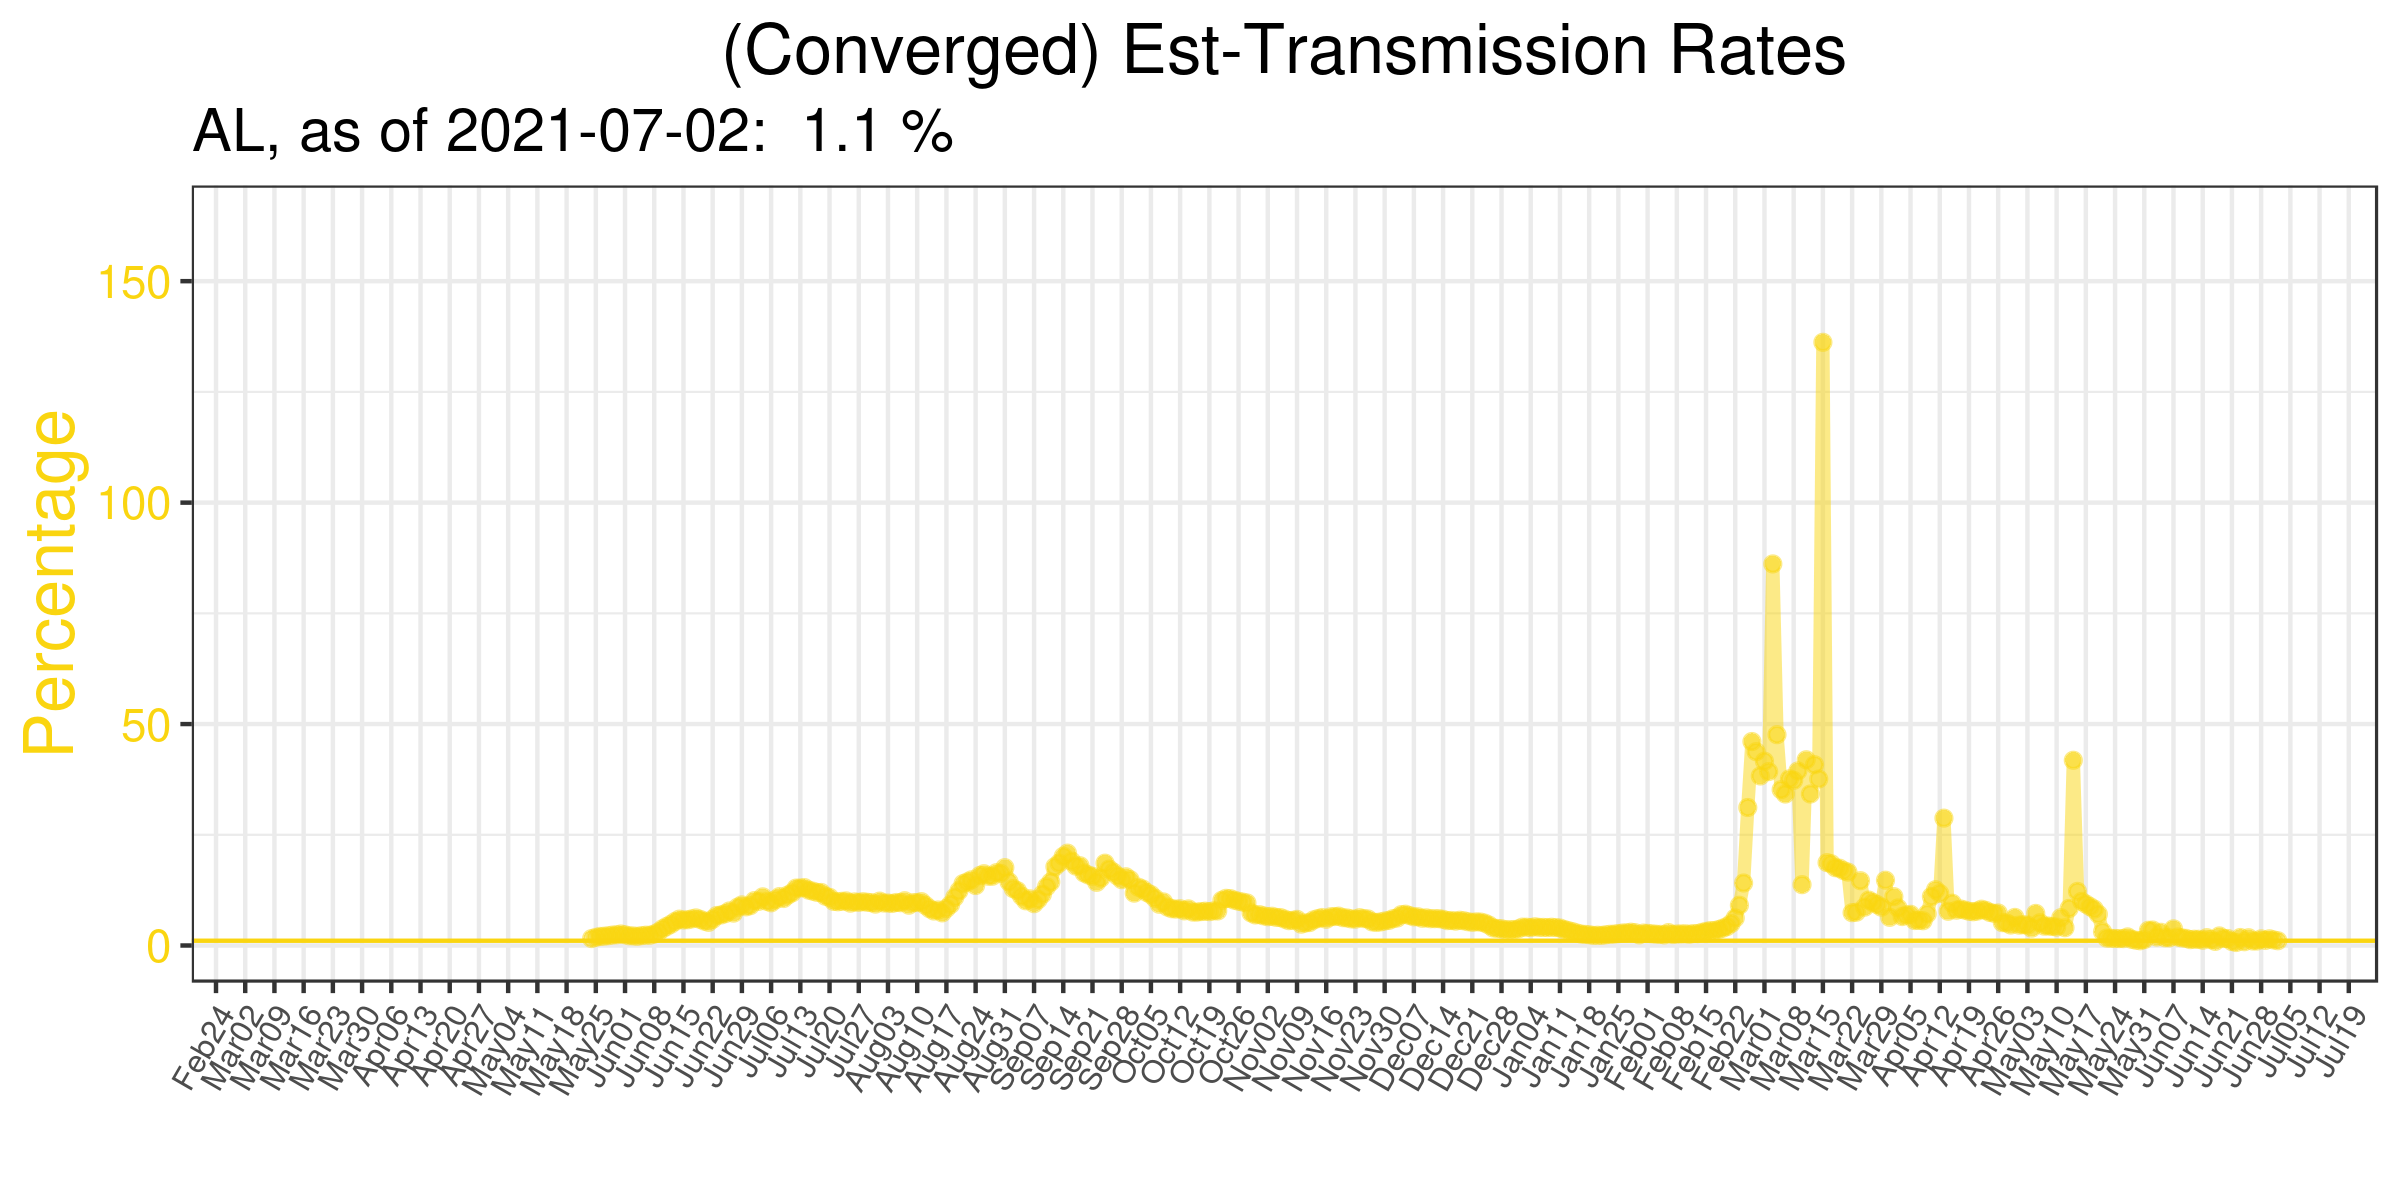 (Converged) Est-Transmission Rates
AL, as of 2021-07-02:  1.1 %
Percentage
150
100
50
0
Feb24
Mar02
Mar09
Mar16
Mar23
Mar30
Apr06
Apr13
Apr20
Apr27
May04
May11
May18
May25
Jun01
Jun08
Jun15
Jun22
Jun29
Jul06
Jul13
Jul20
Jul27
Aug03
Aug10
Aug17
Aug24
Aug31
Sep07
Sep14
Sep21
Sep28
Oct05
Oct12
Oct19
Oct26
Nov02
Nov09
Nov16
Nov23
Nov30
Dec07
Dec14
Dec21
Dec28
Jan04
Jan11
Jan18
Jan25
Feb01
Feb08
Feb15
Feb22
Mar01
Mar08
Mar15
Mar22
Mar29
Apr05
Apr12
Apr19
Apr26
May03
May10
May17
May24
May31
Jun07
Jun14
Jun21
Jun28
Jul05
Jul12
Jul19